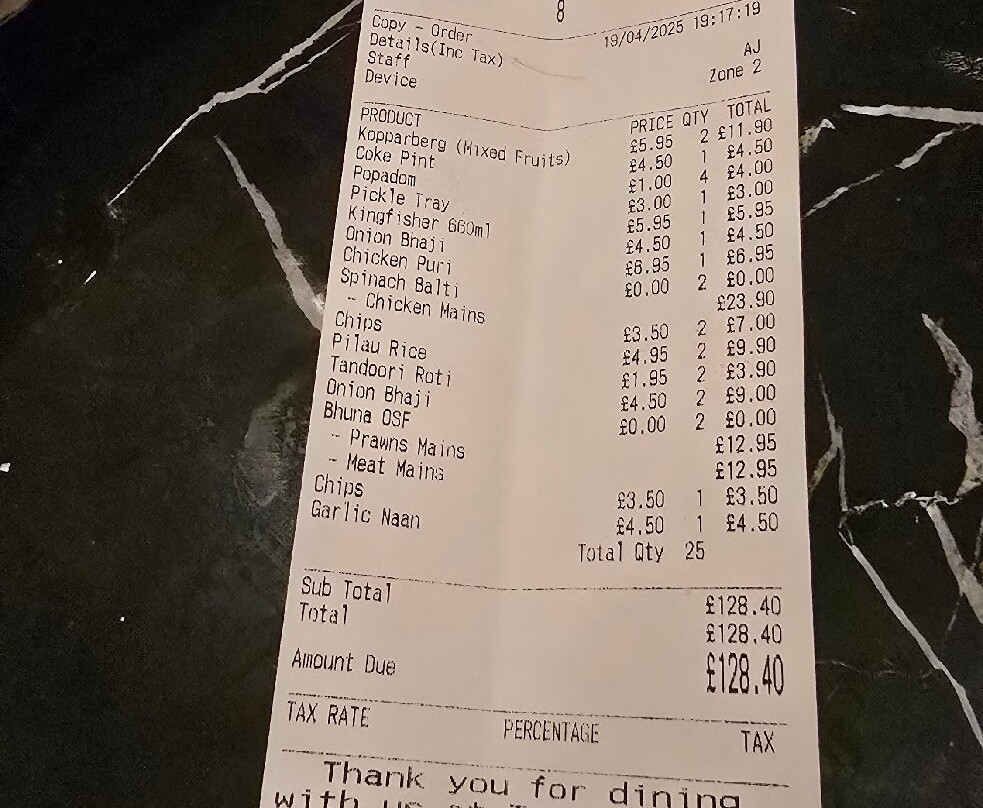 8
Copy - Order 19/04/2025 19:17:19
Details(Inc Tax)
Staff AJ
Device Zone 2
PRODUCT PRICE QTY TOTAL
Kopparberg (Mixed Fruits) £5.95 2 £11.90
Coke Pint £4.50 1 £4.50
Popadom £1.00 4 £4.00
Pickle Tray £3.00 1 £3.00
Kingfisher 660ml £5.95 1 £5.95
Onion Bhaji £4.50 1 £4.50
Chicken Puri £6.95 1 £6.95
Spinach Balti £0.00 2 £0.00
- Chicken Mains £23.90
Chips £3.50 2 £7.00
Pilau Rice £4.95 2 £9.90
Tandoori Roti £1.95 2 £3.90
Onion Bhaji £4.50 2 £9.00
Bhuna OSF £0.00 2 £0.00
- Prawns Mains £12.95
- Meat Mains £12.95
Chips £3.50 1 £3.50
Garlic Naan £4.50 1 £4.50
Total Qty 25
Sub Total £128.40
Total £128.40
Amount Due £128.40
TAX RATE PERCENTAGE TAX
Thank you for dining
with us at